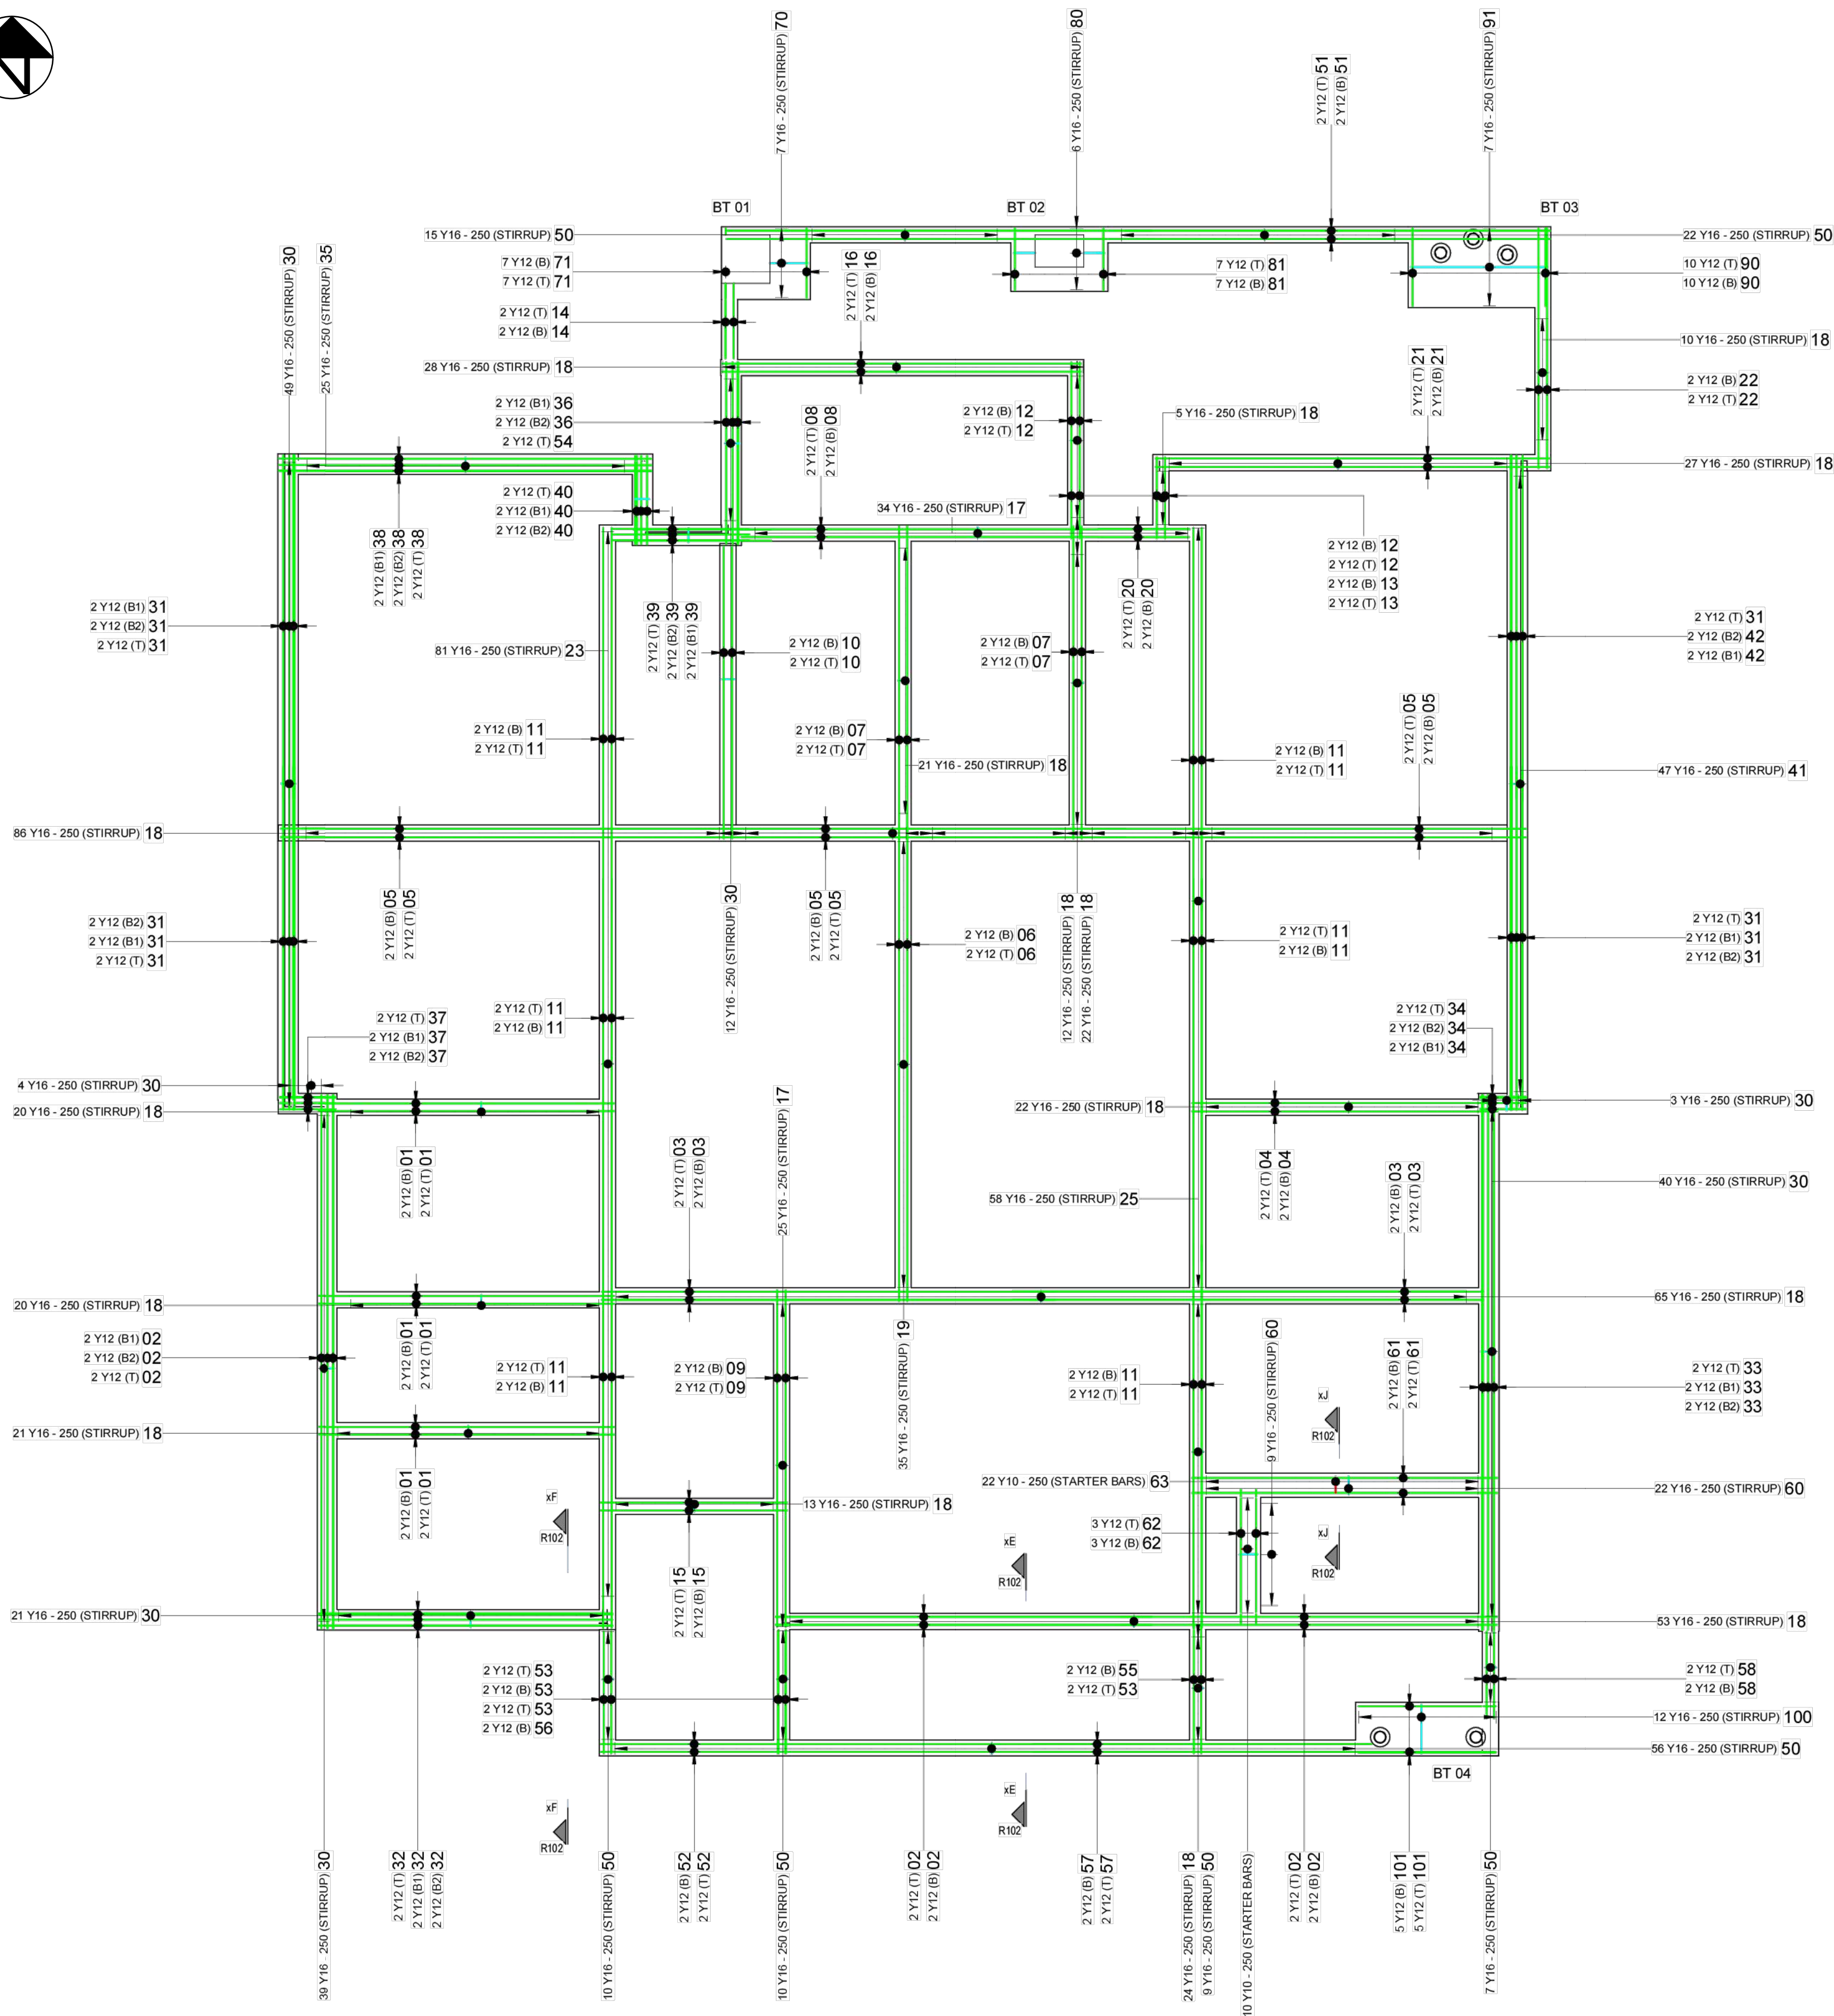 7 Y16 - 250 (STIRRUP) 70
6 Y16 - 250 (STIRRUP) 80
2 Y12 (T) 51
2 Y12 (B) 51
7 Y16 - 250 (STIRRUP) 91
BT 01
BT 02
BT 03
15 Y16 - 250 (STIRRUP) 50
22 Y16 - 250 (STIRRUP) 50
7 Y12 (B) 71
7 Y12 (T) 71
7 Y12 (T) 81
7 Y12 (B) 81
10 Y12 (T) 90
10 Y12 (B) 90
49 Y16 - 250 (STIRRUP) 30
25 Y16 - 250 (STIRRUP) 35
2 Y12 (T) 16
2 Y12 (B) 16
2 Y12 (T) 14
2 Y12 (B) 14
10 Y16 - 250 (STIRRUP) 18
28 Y16 - 250 (STIRRUP) 18
2 Y12 (T) 21
2 Y12 (B) 21
2 Y12 (B) 22
2 Y12 (T) 22
2 Y12 (B1) 36
2 Y12 (B2) 36
2 Y12 (T) 54
2 Y12 (T) 08
2 Y12 (B) 08
2 Y12 (B) 12
2 Y12 (T) 12
5 Y16 - 250 (STIRRUP) 18
27 Y16 - 250 (STIRRUP) 18
2 Y12 (T) 40
2 Y12 (B1) 40
2 Y12 (B2) 40
34 Y16 - 250 (STIRRUP) 17
2 Y12 (B1) 38
2 Y12 (B2) 38
2 Y12 (T) 38
2 Y12 (B) 12
2 Y12 (T) 12
2 Y12 (B) 13
2 Y12 (T) 13
2 Y12 (B1) 31
2 Y12 (B2) 31
2 Y12 (T) 31
2 Y12 (T) 39
2 Y12 (B2) 39
2 Y12 (B1) 39
2 Y12 (T) 20
2 Y12 (B) 20
2 Y12 (T) 31
2 Y12 (B2) 42
2 Y12 (B1) 42
81 Y16 - 250 (STIRRUP) 23
2 Y12 (B) 10
2 Y12 (T) 10
2 Y12 (B) 07
2 Y12 (T) 07
2 Y12 (B) 11
2 Y12 (T) 11
2 Y12 (B) 07
2 Y12 (T) 07
21 Y16 - 250 (STIRRUP) 18
2 Y12 (B) 11
2 Y12 (T) 11
2 Y12 (T) 05
2 Y12 (B) 05
47 Y16 - 250 (STIRRUP) 41
86 Y16 - 250 (STIRRUP) 18
2 Y12 (B) 05
2 Y12 (T) 05
12 Y16 - 250 (STIRRUP) 30
2 Y12 (B) 05
2 Y12 (T) 05
12 Y16 - 250 (STIRRUP) 18
22 Y16 - 250 (STIRRUP) 18
2 Y12 (B2) 31
2 Y12 (B1) 31
2 Y12 (T) 31
2 Y12 (B) 06
2 Y12 (T) 06
2 Y12 (T) 11
2 Y12 (B) 11
2 Y12 (T) 31
2 Y12 (B1) 31
2 Y12 (B2) 31
2 Y12 (T) 37
2 Y12 (B1) 37
2 Y12 (B2) 37
2 Y12 (T) 11
2 Y12 (B) 11
2 Y12 (T) 34
2 Y12 (B2) 34
2 Y12 (B1) 34
4 Y16 - 250 (STIRRUP) 30
20 Y16 - 250 (STIRRUP) 18
22 Y16 - 250 (STIRRUP) 18
3 Y16 - 250 (STIRRUP) 30
2 Y12 (B) 01
2 Y12 (T) 01
2 Y12 (T) 03
2 Y12 (B) 03
25 Y16 - 250 (STIRRUP) 17
58 Y16 - 250 (STIRRUP) 25
2 Y12 (T) 04
2 Y12 (B) 04
2 Y12 (B) 03
2 Y12 (T) 03
40 Y16 - 250 (STIRRUP) 30
20 Y16 - 250 (STIRRUP) 18
65 Y16 - 250 (STIRRUP) 18
2 Y12 (B1) 02
2 Y12 (B2) 02
2 Y12 (T) 02
2 Y12 (B) 01
2 Y12 (T) 01
2 Y12 (T) 11
2 Y12 (B) 11
2 Y12 (B) 09
2 Y12 (T) 09
35 Y16 - 250 (STIRRUP) 19
2 Y12 (B) 11
2 Y12 (T) 11
9 Y16 - 250 (STIRRUP) 60
xJ
R102
2 Y12 (B) 61
2 Y12 (T) 61
2 Y12 (T) 33
2 Y12 (B1) 33
2 Y12 (B2) 33
21 Y16 - 250 (STIRRUP) 18
2 Y12 (B) 01
2 Y12 (T) 01
22 Y10 - 250 (STARTER BARS) 63
22 Y16 - 250 (STIRRUP) 60
xF
R102
13 Y16 - 250 (STIRRUP) 18
xE
R102
3 Y12 (T) 62
3 Y12 (B) 62
xJ
R102
21 Y16 - 250 (STIRRUP) 30
2 Y12 (T) 15
2 Y12 (B) 15
53 Y16 - 250 (STIRRUP) 18
2 Y12 (T) 53
2 Y12 (B) 53
2 Y12 (T) 53
2 Y12 (B) 56
2 Y12 (B) 55
2 Y12 (T) 53
2 Y12 (T) 58
2 Y12 (B) 58
12 Y16 - 250 (STIRRUP) 100
56 Y16 - 250 (STIRRUP) 50
BT 04
xF
R102
xE
R102
39 Y16 - 250 (STIRRUP) 30
2 Y12 (T) 32
2 Y12 (B1) 32
2 Y12 (B2) 32
10 Y16 - 250 (STIRRUP) 50
2 Y12 (B) 52
2 Y12 (T) 52
10 Y16 - 250 (STIRRUP) 50
2 Y12 (T) 02
2 Y12 (B) 02
2 Y12 (B) 57
2 Y12 (T) 57
24 Y16 - 250 (STIRRUP) 18
9 Y16 - 250 (STIRRUP) 50
10 Y10 - 250 (STARTER BARS)
2 Y12 (T) 02
2 Y12 (B) 02
5 Y12 (B) 101
5 Y12 (T) 101
7 Y16 - 250 (STIRRUP) 50